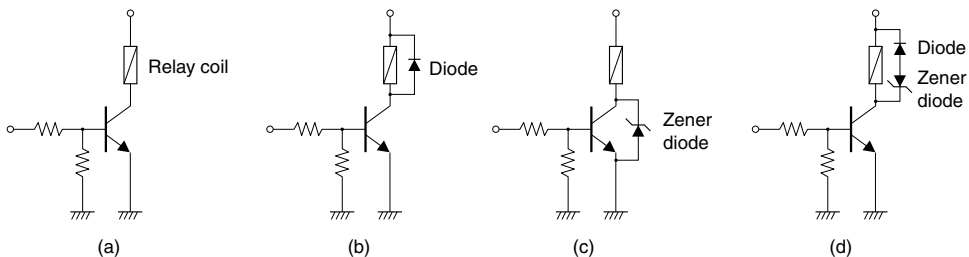 Relay coil
(a)
Diode
(b)
Zener
diode
(c)
Diode
Zener
diode
(d)